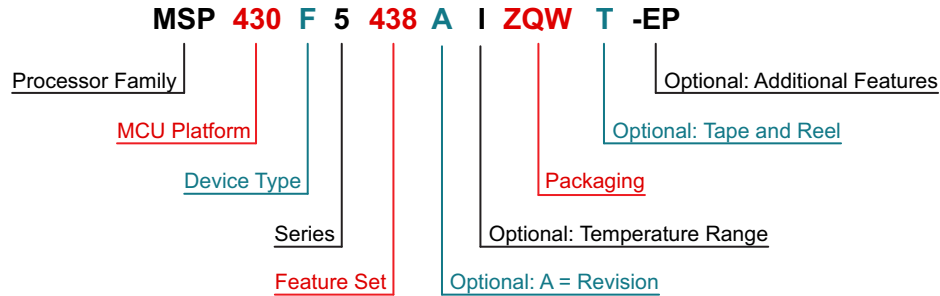 MSP 430 F 5 438 A I ZQW T -EP
Processor Family
Optional: Additional Features
MCU Platform
Optional: Tape and Reel
Device Type
Packaging
Series
Optional: Temperature Range
Feature Set
Optional: A = Revision